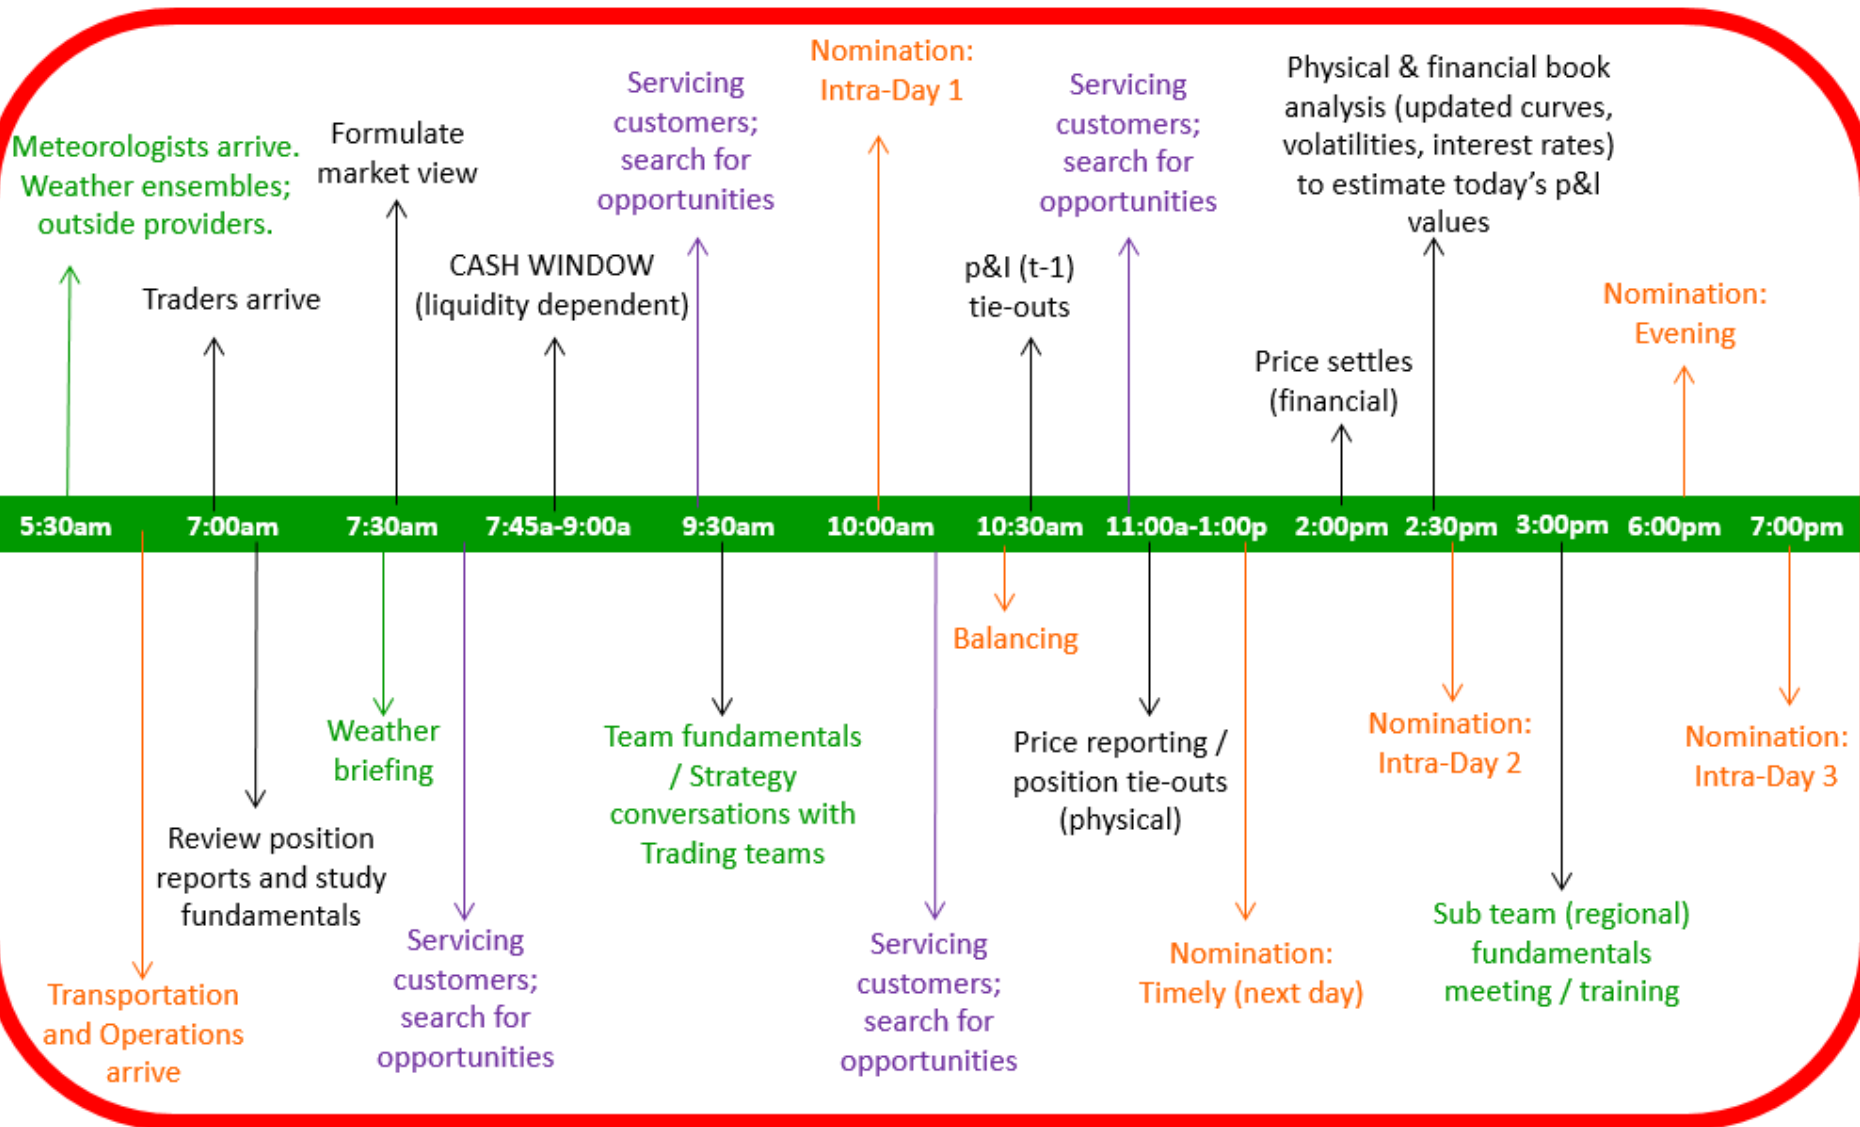 Meteorologists arrive.
Weather ensembles;
outside providers.
Traders arrive
Formulate
market view
CASH WINDOW
(liquidity dependent)
Servicing
customers;
search for
opportunities
Nomination:
Intra-Day 1
p&l (t-1)
tie-outs
Servicing
customers;
search for
opportunities
Price settles
(financial)
Physical & financial book
analysis (updated curves,
volatilities, interest rates)
to estimate today’s p&l
values
Nomination:
Evening
5:30am 7:00am 7:30am 7:45a-9:00a 9:30am 10:00am 10:30am 11:00a-1:00p 2:00pm 2:30pm 3:00pm 6:00pm 7:00pm
Transportation
and Operations
arrive
Review position
reports and study
fundamentals
Weather
briefing
Servicing
customers;
search for
opportunities
Team fundamentals
/ Strategy
conversations with
Trading teams
Servicing
customers;
search for
opportunities
Balancing
Price reporting /
position tie-outs
(physical)
Nomination:
Timely (next day)
Nomination:
Intra-Day 2
Sub team (regional)
fundamentals
meeting / training
Nomination:
Intra-Day 3